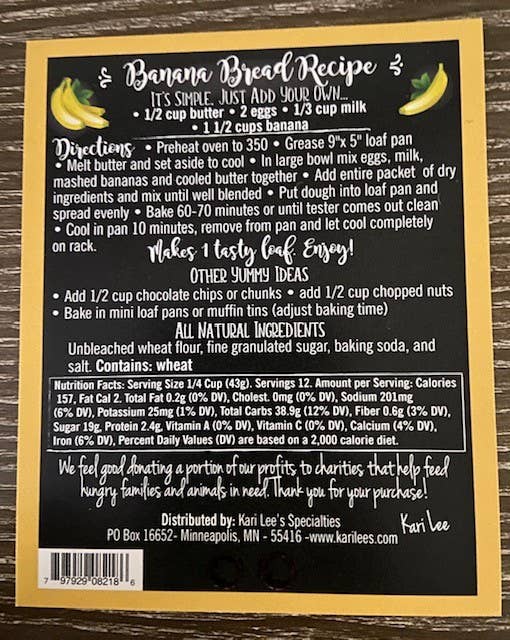 Banana Bread Recipe
IT'S SIMPLE. JUST ADD YOUR OWN...
• 1/2 cup butter • 2 eggs • 1/3 cup milk
• 1 1/2 cups banana
Directions • Preheat oven to 350 • Grease 9"x 5" loaf pan
• Melt butter and set aside to cool • In large bowl mix eggs, milk,
mashed bananas and cooled butter together • Add entire packet of dry
ingredients and mix until well blended • Put dough into loaf pan and
spread evenly • Bake 60-70 minutes or until tester comes out clean
• Cool in pan 10 minutes, remove from pan and let cool completely
on rack.
Makes 1 tasty loaf. Enjoy!
OTHER YUMMY IDEAS
• Add 1/2 cup chocolate chips or chunks • add 1/2 cup chopped nuts
• Bake in mini loaf pans or muffin tins (adjust baking time)
ALL NATURAL INGREDIENTS
Unbleached wheat flour, fine granulated sugar, baking soda, and
salt. Contains: wheat
Nutrition Facts: Serving Size 1/4 Cup (43g). Servings 12. Amount per Serving: Calories
157, Fat Cal 2. Total Fat 0.2g (0% DV), Cholest. 0mg (0% DV), Sodium 201mg
(6% DV), Potassium 25mg (1% DV), Total Carbs 38.9g (12% DV), Fiber 0.6g (3% DV),
Sugar 19g, Protein 2.4g, Vitamin A (0% DV), Vitamin C (0% DV), Calcium (4% DV),
Iron (6% DV), Percent Daily Values (DV) are based on a 2,000 calorie diet.
We feel good donating a portion of our profits to charities that help feed
hungry families and animals in need. Thank you for your purchase!
Kari Lee
Distributed by: Kari Lee's Specialties
PO Box 16652- Minneapolis, MN - 55416 -www.karilees.com
7 97929 08218 6